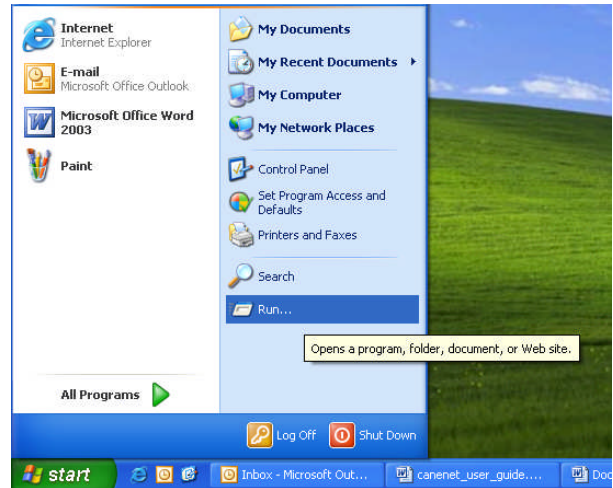 Internet
Internet Explorer
E-mail
Microsoft Office Outlook
Microsoft Office Word
2003
Paint
All Programs
My Documents
My Recent Documents
My Computer
My Network Places
Control Panel
Set Program Access and
Defaults
Printers and Faxes
Search
Run...
Opens a program, folder, document, or Web site.
Log Off
Shut Down
start
Inbox - Microsoft Out...
canenet_user_guide....
Doc